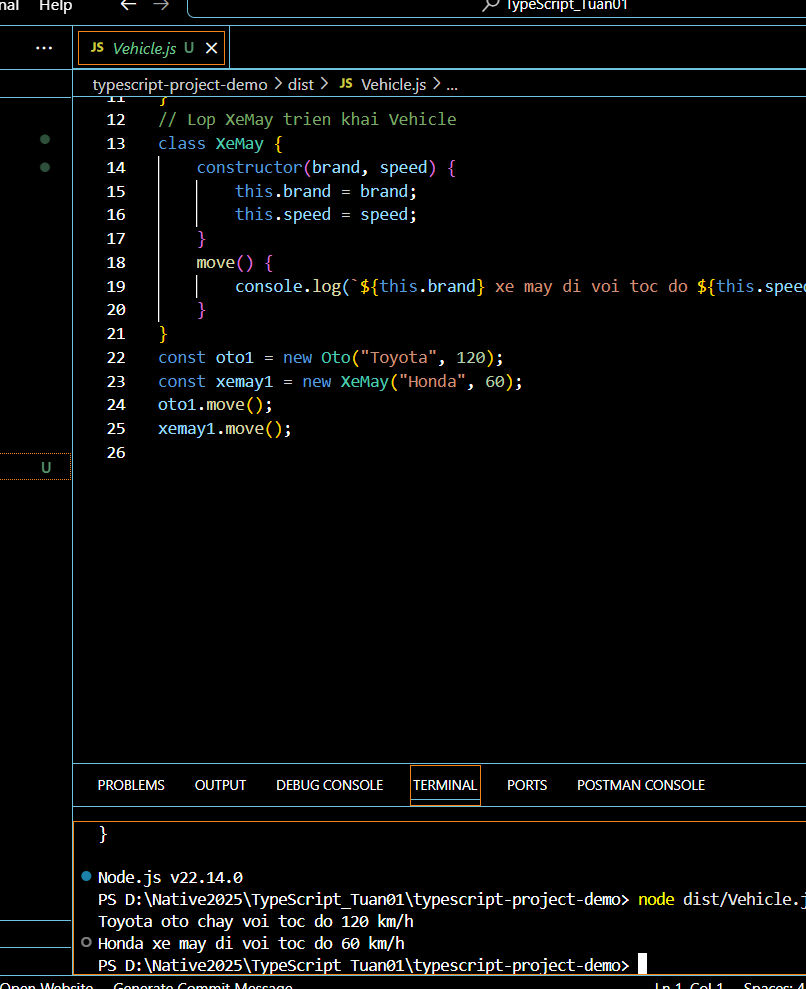 nal Help TypeScript_Tuan01
... JS Vehicle.js U ×
typescript-project-demo > dist > JS Vehicle.js > ...
11 }
12 // Lop XeMay trien khai Vehicle
13 class XeMay {
14 constructor(brand, speed) {
15 this.brand = brand;
16 this.speed = speed;
17 }
18 move() {
19 console.log(`${this.brand} xe may di voi toc do ${this.speed
20 }
21 }
22 const oto1 = new Oto("Toyota", 120);
23 const xemay1 = new XeMay("Honda", 60);
24 oto1.move();
25 xemay1.move();
26
U
PROBLEMS OUTPUT DEBUG CONSOLE TERMINAL PORTS POSTMAN CONSOLE
}
Node.js v22.14.0
PS D:\Native2025\TypeScript_Tuan01\typescript-project-demo> node dist/Vehicle.j
Toyota oto chay voi toc do 120 km/h
Honda xe may di voi toc do 60 km/h
PS D:\Native2025\TypeScript_Tuan01\typescript-project-demo>
Open Website Generate Commit Message Ln 1, Col 1 Spaces: 4